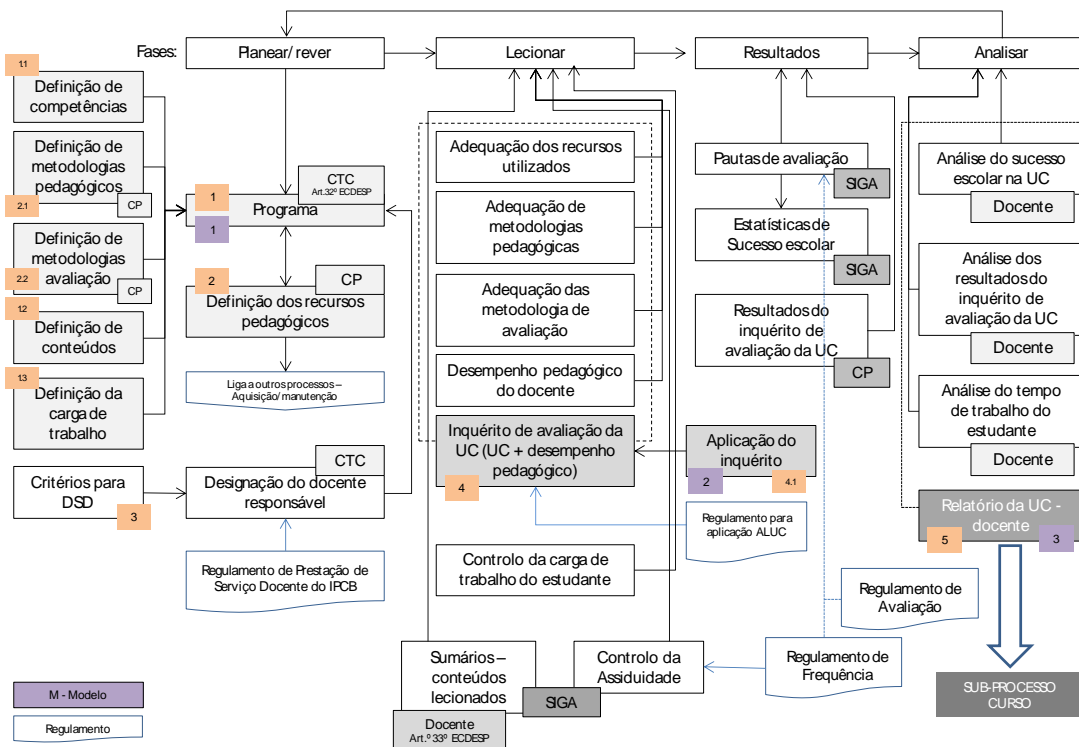 Fases:
Planear/ rever
Lecionar
Resultados
Analisar
1.1
Definição de
competências
Definição de
metodologias
pedagógicos
2.1
CP
Definição de
metodologias
avaliação
2.2
CP
1.2
Definição de
conteúdos
1.3
Definição da
carga de
trabalho
Critérios para
DSD
3
CTC
Art.32º ECDESP
1
Programa
1
2
CP
Definição dos recursos
pedagógicos
Liga a outros processos –
Aquisição/ manutenção
CTC
Designação do docente
responsável
Regulamento de Prestação de
Serviço Docente do IPCB
Adequação dos recursos
utilizados
Adequação de
metodologias
pedagógicas
Adequação das
metodologia de
avaliação
Desempenho pedagógico
do docente
Inquérito de avaliação da
UC (UC + desempenho
pedagógico)
4
Controlo da carga de
trabalho do estudante
Sumários –
conteúdos
lecionados
SIGA
Docente
Art.º 33º ECDESP
Controlo da
Assiduidade
Pautas de avaliação
SIGA
Estatísticas de
Sucesso escolar
SIGA
Resultados do
inquérito de
avaliação da UC
CP
Aplicação do
inquérito
2
4.1
Regulamento para
aplicação ALUC
Regulamento de
Avaliação
Regulamento de
Frequência
Análise do sucesso
escolar na UC
Docente
Análise dos
resultados do
inquérito de
avaliação da UC
Docente
Análise do tempo
de trabalho do
estudante
Docente
Relatório da UC -
docente
5
3
SUB-PROCESSO
CURSO
M - Modelo
Regulamento